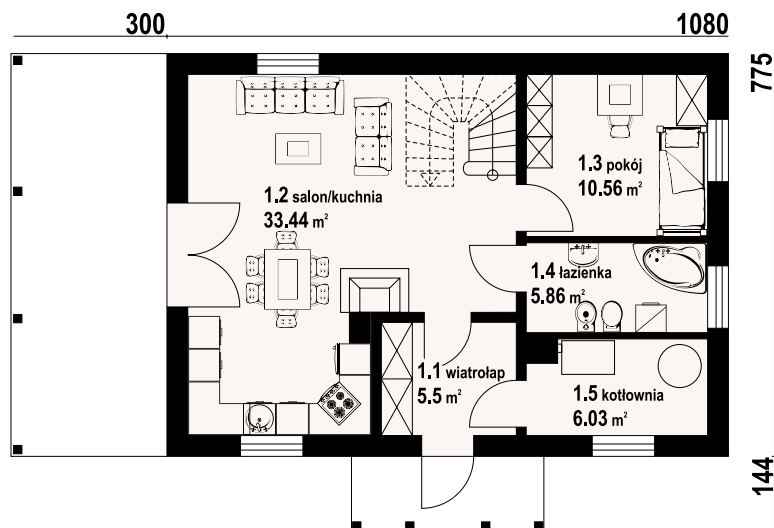 300
1080
775
1.3 pokój
10.56 m²
1.2 salon/kuchnia
33.44 m²
1.4 łazienka
5.86 m²
1.1 wiatrołap
5.5 m²
1.5 kotłownia
6.03 m²
144